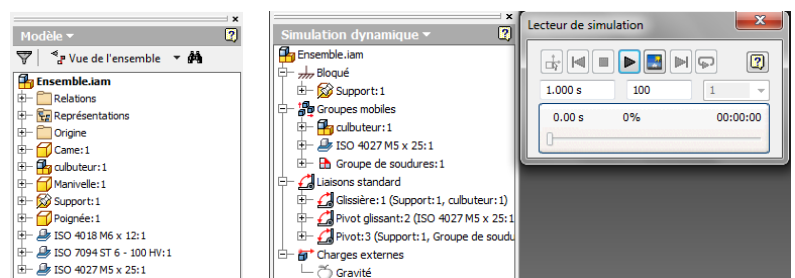 Modèle
Vue de l'ensemble
Ensemble.iam
Relations
Représentations
Origine
Came:1
culbuteur:1
Manivelle:1
Support:1
Poignée:1
ISO 4018 M6 x 12:1
ISO 7094 ST 6 - 100 HV:1
ISO 4027 M5 x 25:1
Simulation dynamique
Ensemble.iam
Bloqué
Support:1
Groupes mobiles
culbuteur:1
ISO 4027 M5 x 25:1
Groupe de soudures:1
Liaisons standard
Glissière:1 (Support:1, culbuteur:1)
Pivot glissant:2 (ISO 4027 M5 x 25:1
Pivot:3 (Support:1, Groupe de soudu
Charges externes
Gravité
Lecteur de simulation
1.000 s 100 1
0.00 s 0% 00:00:00